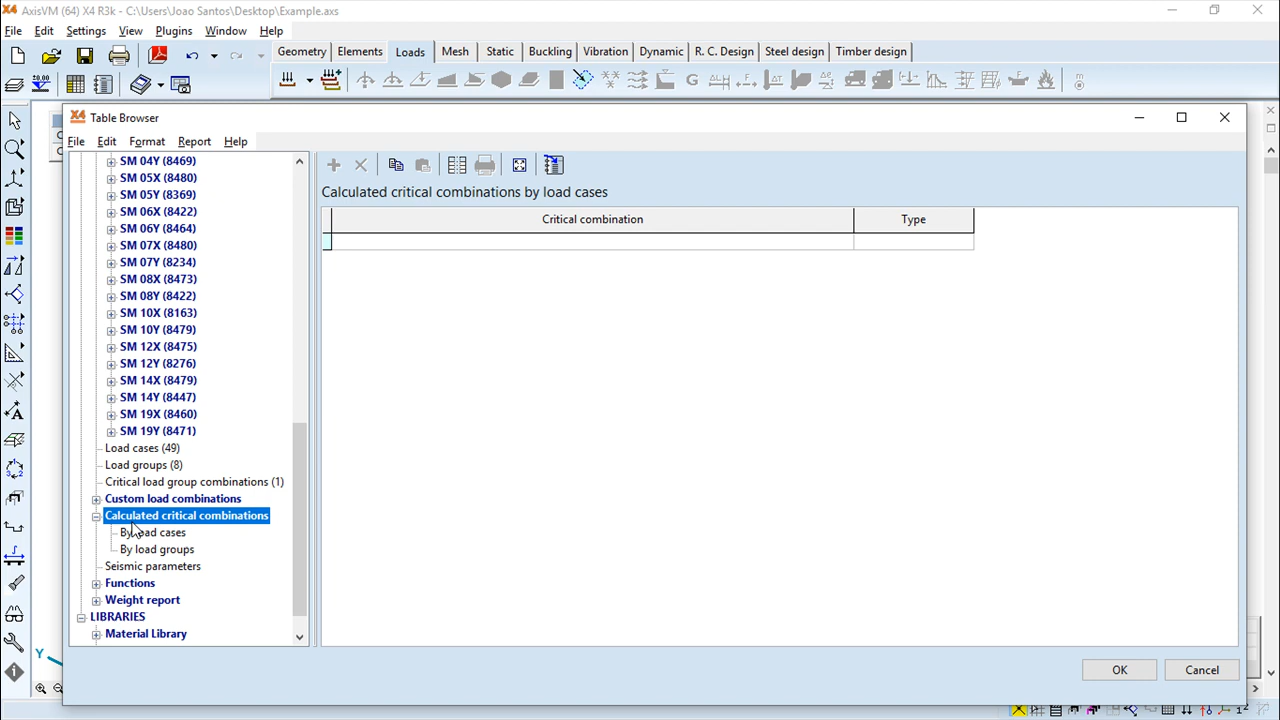 AxisVM (64) X4 R3k - C:\Users\Joao Santos\Desktop\Example.axs
File Edit Settings View Plugins Window Help
Geometry Elements Loads Mesh Static Buckling Vibration Dynamic R. C. Design Steel design Timber design
X4 Table Browser
File Edit Format Report Help
SM 04Y (8469)
SM 05X (8480)
SM 05Y (8369)
SM 06X (8422)
SM 06Y (8464)
SM 07X (8480)
SM 07Y (8234)
SM 08X (8473)
SM 08Y (8422)
SM 10X (8163)
SM 10Y (8479)
SM 12X (8475)
SM 12Y (8276)
SM 14X (8479)
SM 14Y (8447)
SM 19X (8460)
SM 19Y (8471)
Load cases (49)
Load groups (8)
Critical load group combinations (1)
Custom load combinations
Calculated critical combinations
By load cases
By load groups
Seismic parameters
Functions
Weight report
LIBRARIES
Material Library
Calculated critical combinations by load cases
Critical combination Type
OK Cancel
Y